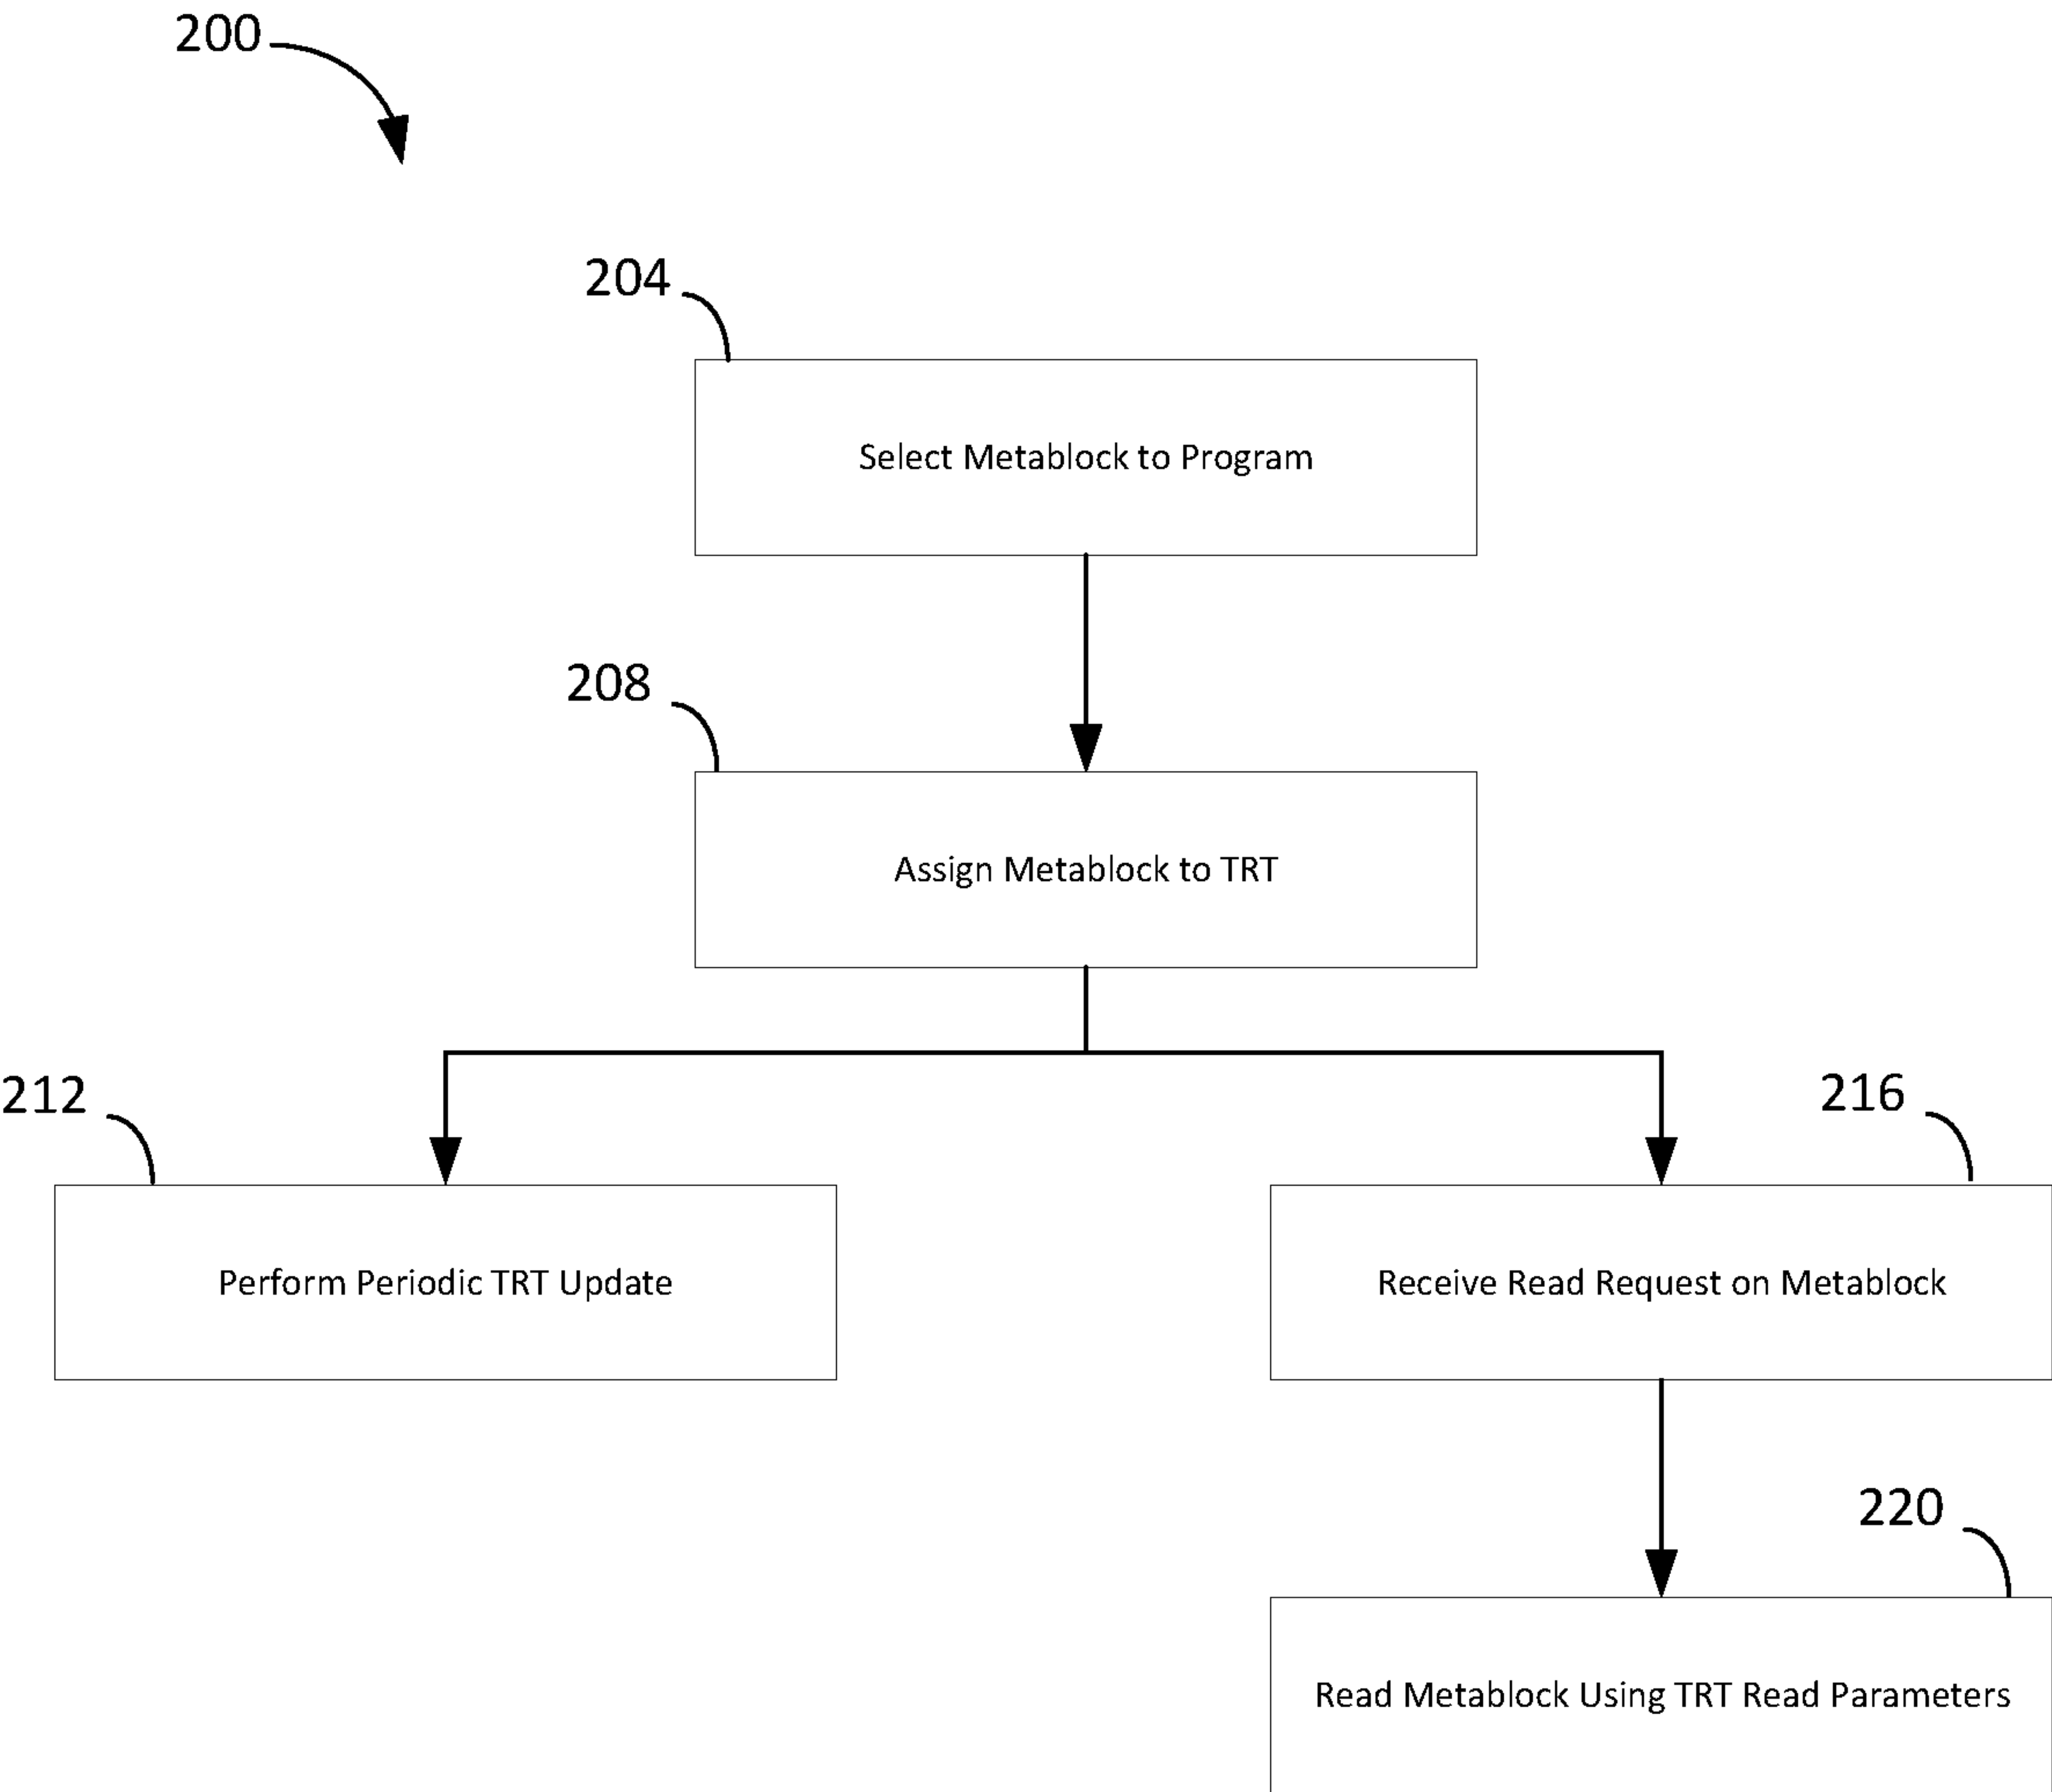 200
204
Select Metablock to Program
208
Assign Metablock to TRT
212
216
Perform Periodic TRT Update
Receive Read Request on Metablock
220
Read Metablock Using TRT Read Parameters